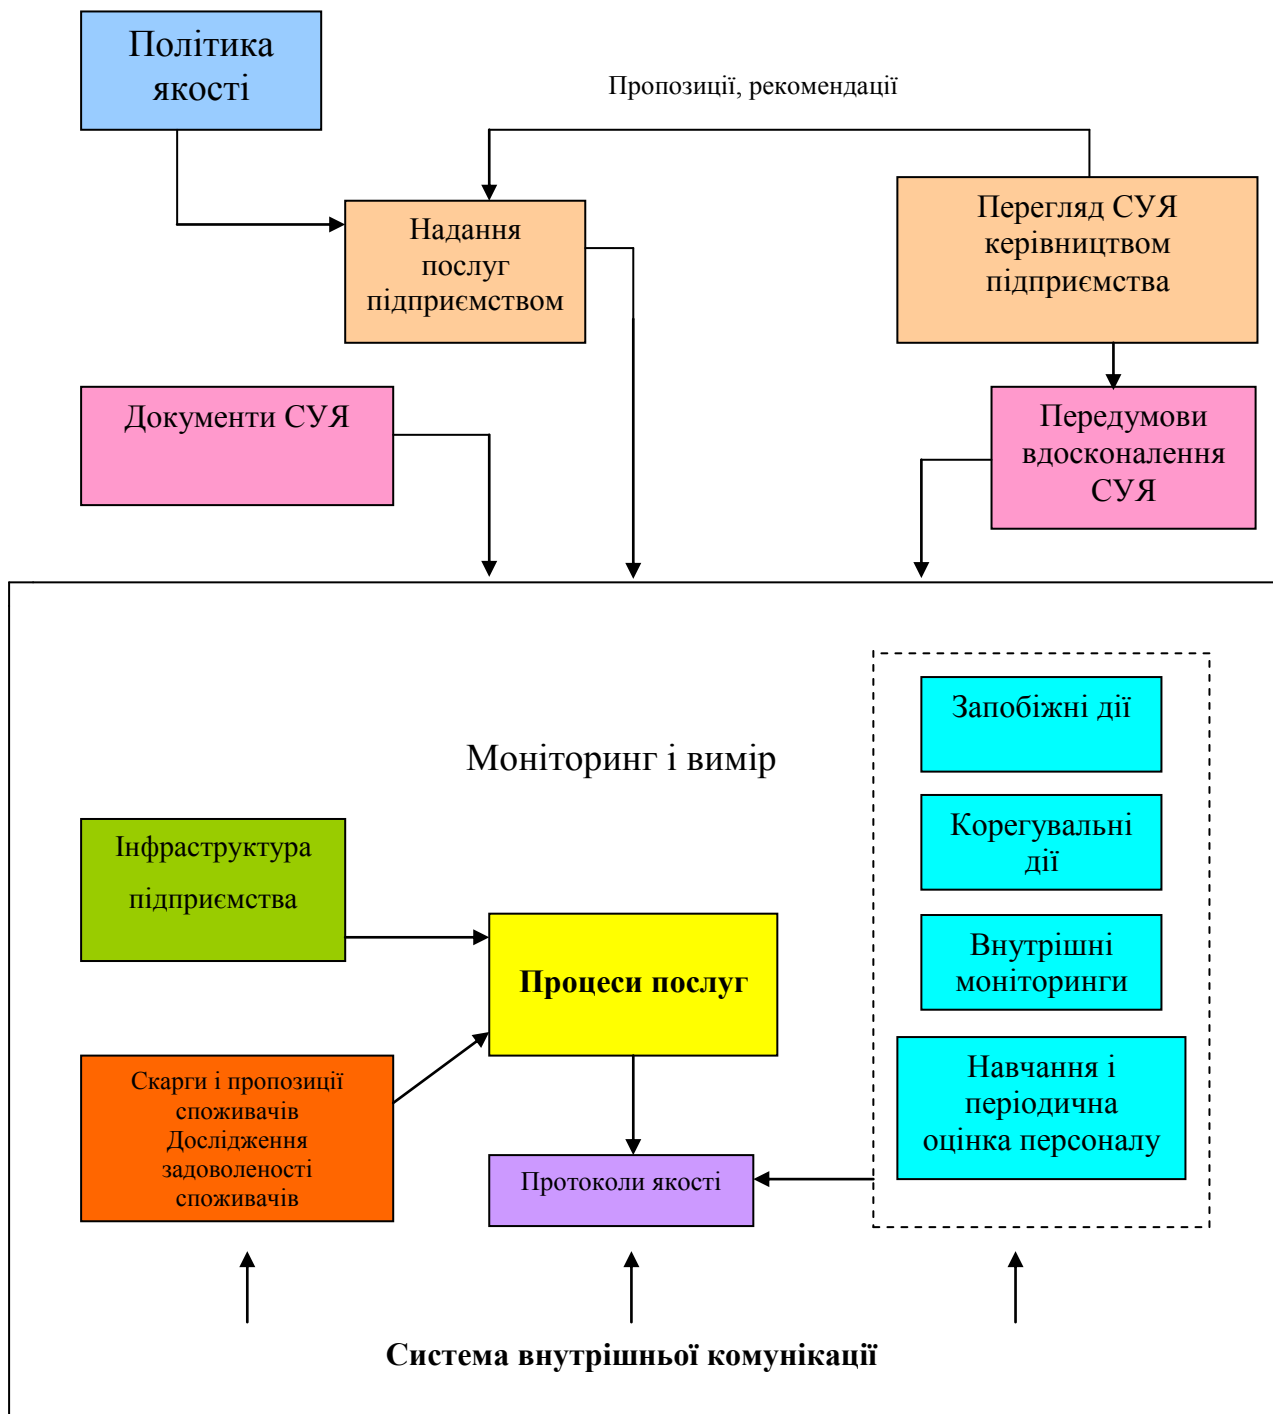 Політика
якості
Пропозиції, рекомендації
Надання
послуг
підприємством
Перегляд СУЯ
керівництвом
підприємства
Документи СУЯ
Передумови
вдосконалення
СУЯ
Моніторинг і вимір
Запобіжні дії
Корегувальні
дії
Внутрішні
моніторинги
Навчання і
періодична
оцінка персоналу
Інфраструктура
підприємства
Процеси послуг
Скарги і пропозиції
споживачів
Дослідження
задоволеності
споживачів
Протоколи якості
Система внутрішньої комунікації